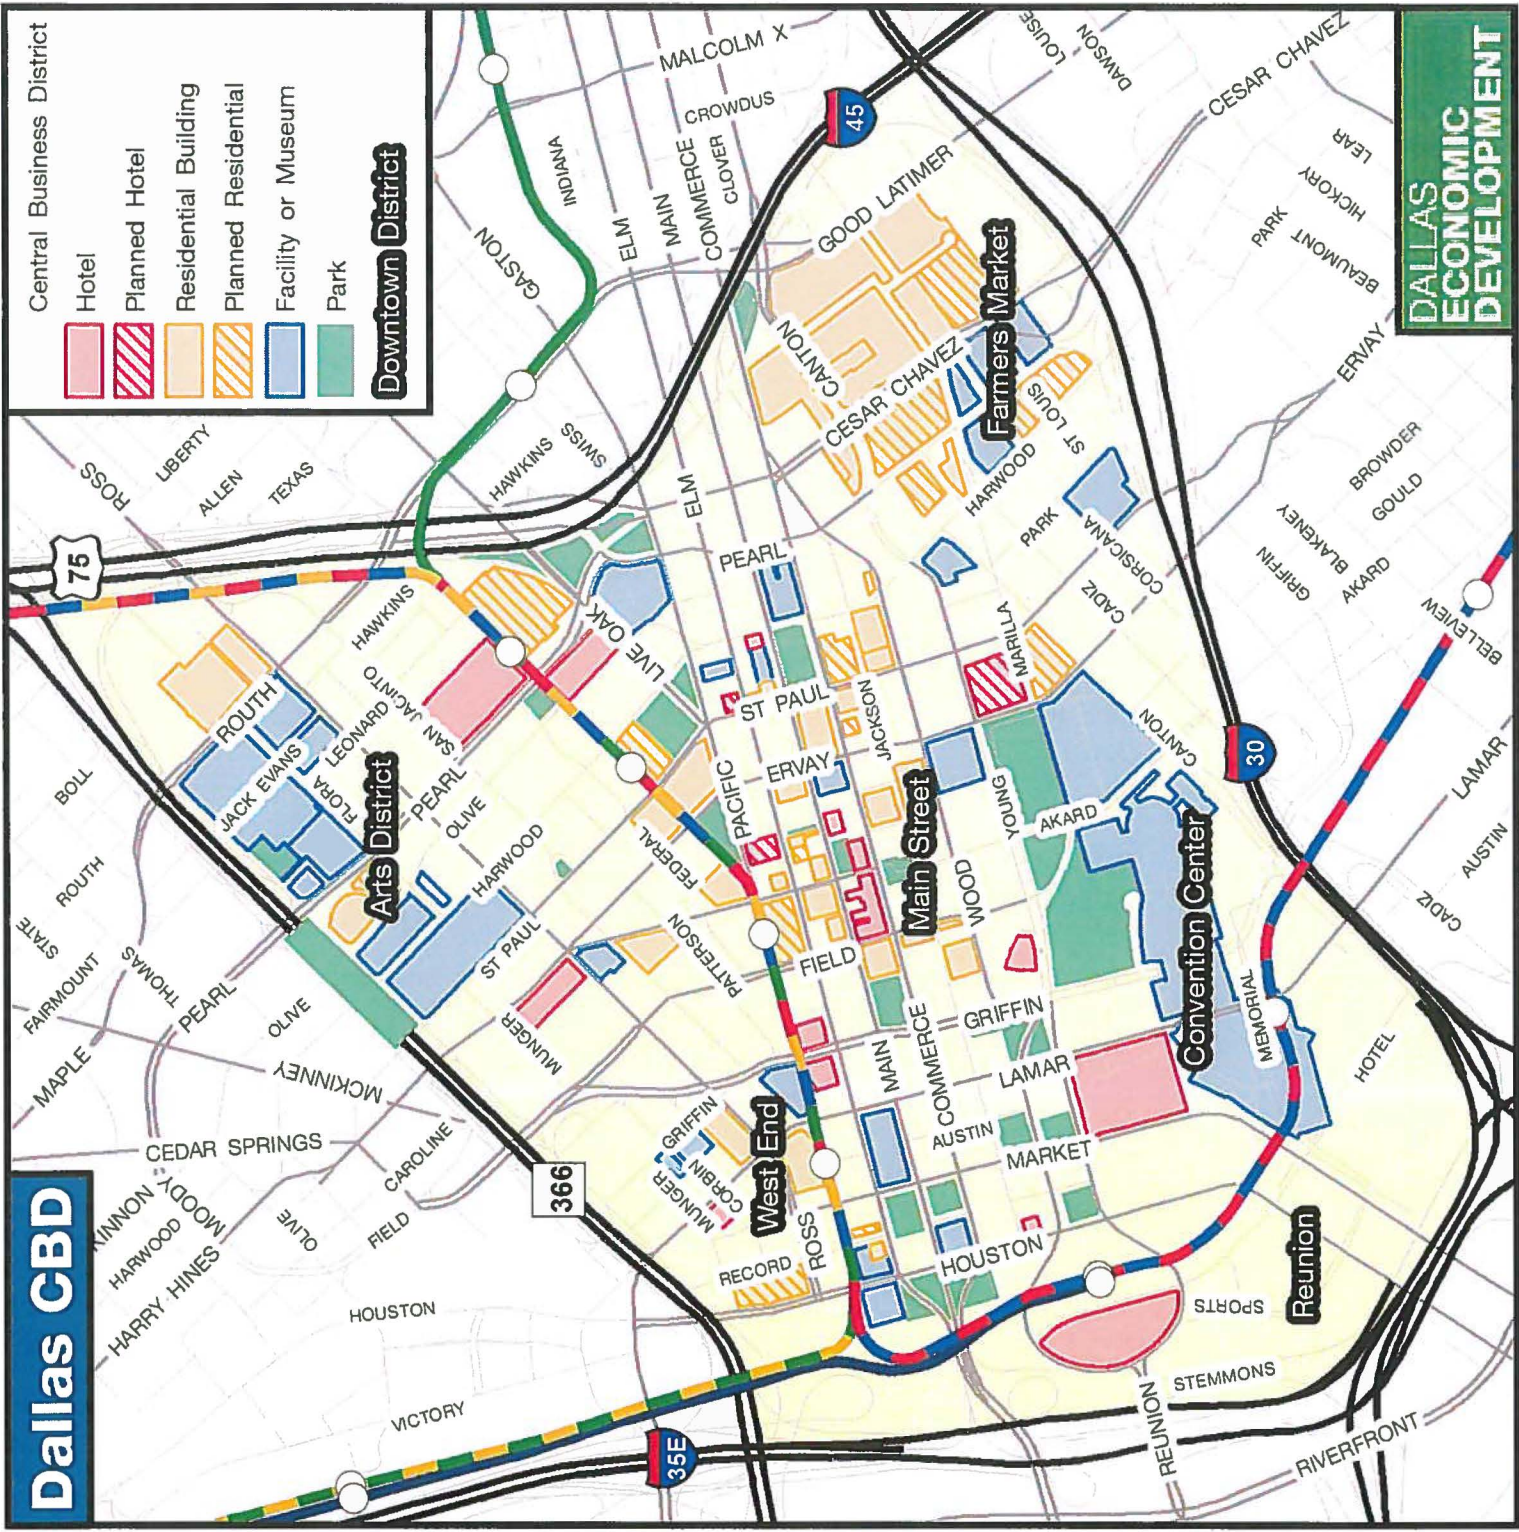 Dallas CBD
Central Business District
Hotel
Planned Hotel
Residential Building
Planned Residential
Facility or Museum
Park
Downtown District
DALLAS
ECONOMIC
DEVELOPMENT
75
366
35E
45
30
Arts District
West End
Main Street
Farmers Market
Convention Center
Reunion
KINNON
MOODY
HARWOOD
HARRY HINES
CEDAR SPRINGS
MAPLE
FAIRMOUNT
STATE
ROUTH
BOLL
THOMAS
PEARL
OLIVE
MCKINNEY
CAROLINE
OLIVE
FIELD
HOUSTON
VICTORY
ROSS
LIBERTY
ALLEN
TEXAS
HAWKINS
SWISS
HAWKINS
ROUTH
JACK EVANS
FLORA
LEONARD
SAN JACINTO
PEARL
OLIVE
HARWOOD
ST PAUL
MUNGER
PATTERSON
FEDERAL
LIVE OAK
LIVE OAK
GASTON
INDIANA
ELM
MAIN
COMMERCE
CLOVER
CROWDUS
MALCOLM X
LOUISE
DAWSON
CESAR CHAVEZ
LEAR
HICKORY
PARK
BEAUMONT
ERVAY
GOOD LATIMER
CANTON
CESAR CHAVEZ
ST LOUIS
HARWOOD
PARK
CORSICANA
CADIZ
MARILLA
CANTON
ELM
PEARL
ST PAUL
JACKSON
ERVAY
PACIFIC
FIELD
WOOD
YOUNG
AKARD
GRIFFIN
COMMERCE
MAIN
LAMAR
AUSTIN
MARKET
HOUSTON
GRIFFIN
CORBIN
MUNGER
ROSS
RECORD
MEMORIAL
HOTEL
SPORTS
STEMMONS
REUNION
RIVERFRONT
BROWDER
GOULD
BLAKENEY
GRIFFIN
AKARD
BELLEVIEW
LAMAR
AUSTIN
CADIZ